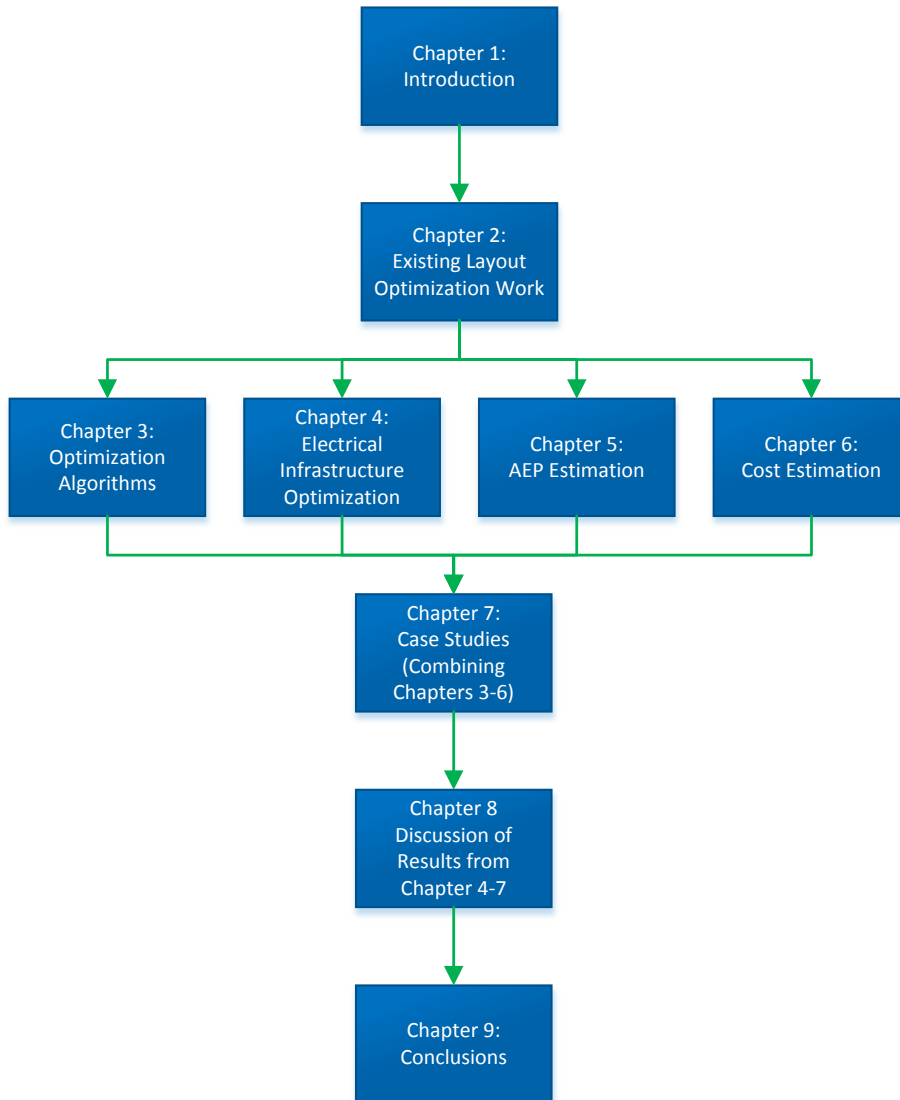 Chapter 1:
Introduction
Chapter 2:
Existing Layout
Optimization Work
Chapter 3:
Optimization
Algorithms
Chapter 4:
Electrical
Infrastructure
Optimization
Chapter 5:
AEP Estimation
Chapter 6:
Cost Estimation
Chapter 7:
Case Studies
(Combining
Chapters 3-6)
Chapter 8
Discussion of
Results from
Chapter 4-7
Chapter 9:
Conclusions